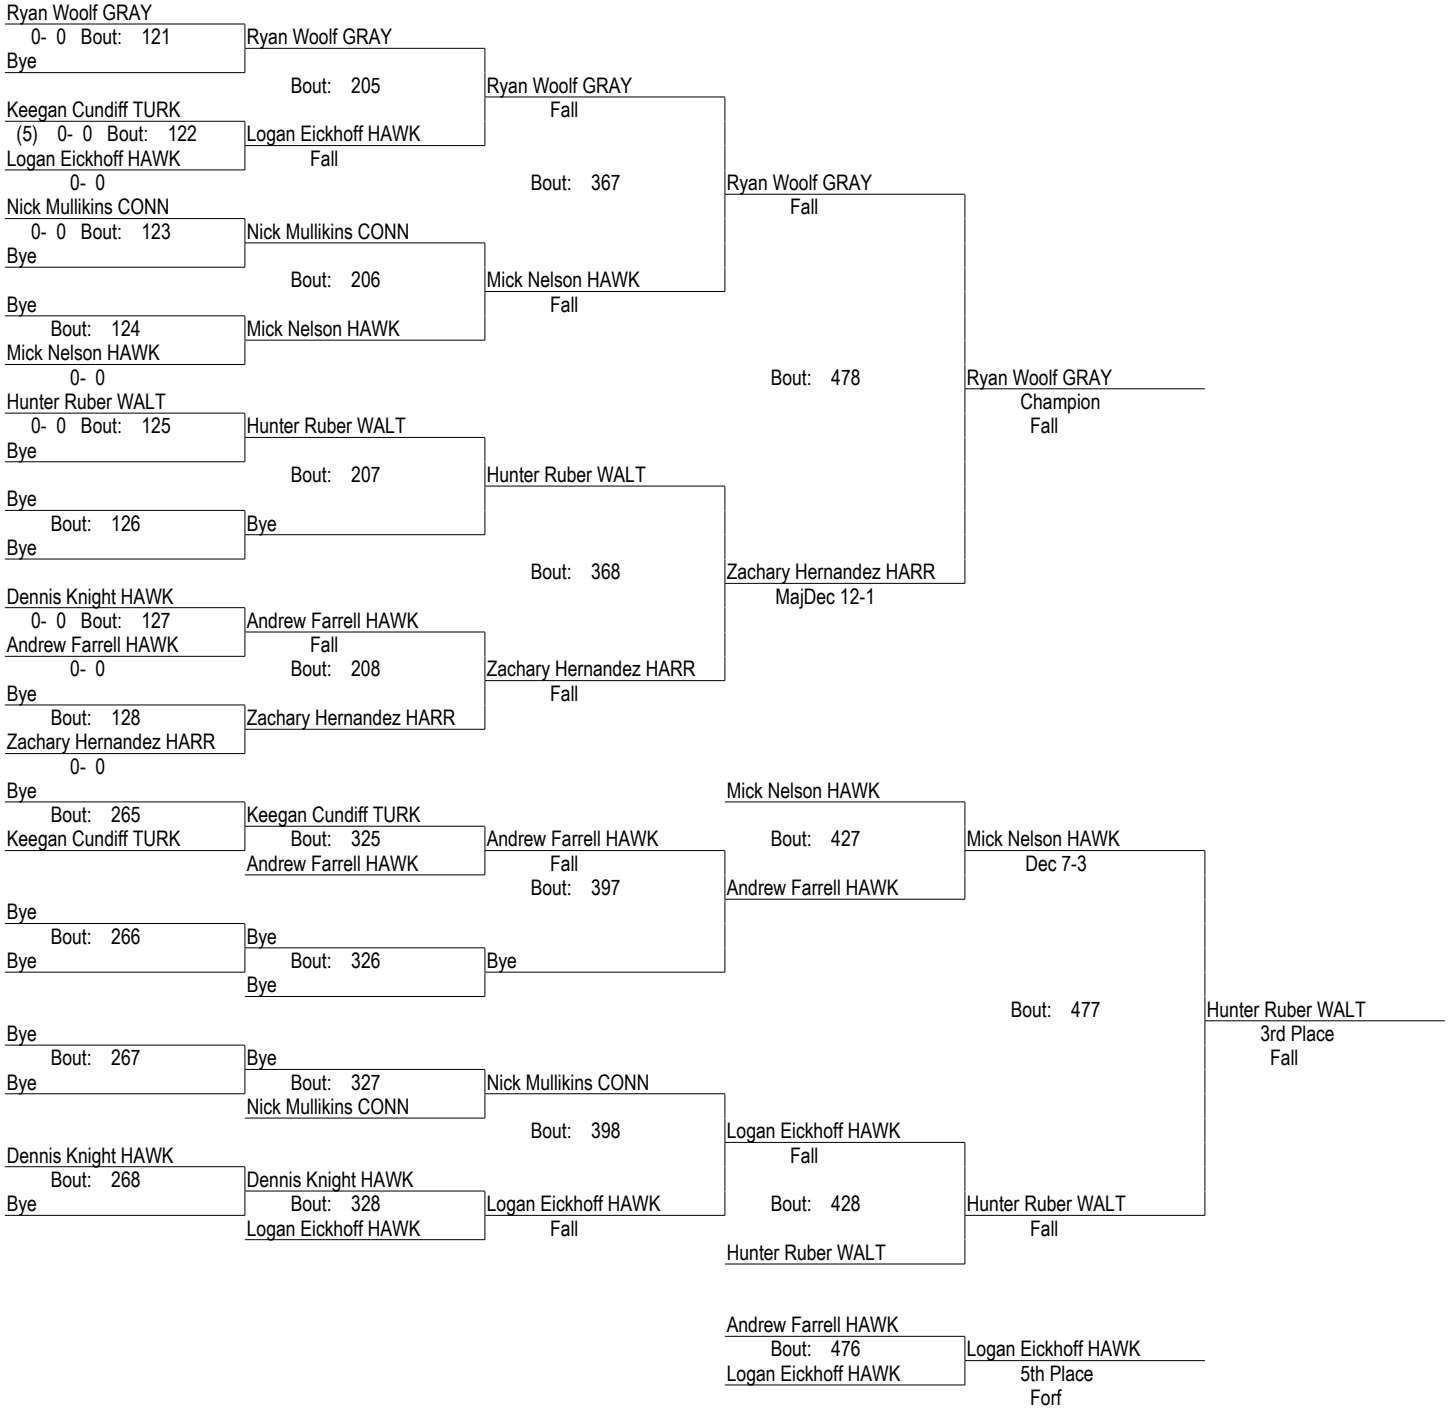 Ryan Woolf GRAY
0- 0 Bout: 121 Ryan Woolf GRAY
Bye
Bout: 205 Ryan Woolf GRAY
Keegan Cundiff TURK Fall
(5) 0- 0 Bout: 122 Logan Eickhoff HAWK
Logan Eickhoff HAWK Fall
0- 0 Bout: 367 Ryan Woolf GRAY
Nick Mullikins CONN Fall
0- 0 Bout: 123 Nick Mullikins CONN
Bye
Bout: 206 Mick Nelson HAWK
Bye Fall
Bout: 124 Mick Nelson HAWK
Mick Nelson HAWK
0- 0 Bout: 478 Ryan Woolf GRAY
Hunter Ruber WALT Champion
0- 0 Bout: 125 Hunter Ruber WALT Fall
Bye
Bout: 207 Hunter Ruber WALT
Bye
Bout: 126 Bye
Bye
Bout: 368 Zachary Hernandez HARR
Dennis Knight HAWK MajDec 12-1
0- 0 Bout: 127 Andrew Farrell HAWK
Andrew Farrell HAWK Fall
0- 0 Bout: 208 Zachary Hernandez HARR
Bye Fall
Bout: 128 Zachary Hernandez HARR
Zachary Hernandez HARR
0- 0
Bye Mick Nelson HAWK
Bout: 265 Keegan Cundiff TURK
Keegan Cundiff TURK Bout: 325 Andrew Farrell HAWK Bout: 427 Mick Nelson HAWK
Andrew Farrell HAWK Fall Dec 7-3
Bout: 397 Andrew Farrell HAWK
Bye
Bout: 266 Bye
Bye Bout: 326 Bye
Bye
Bout: 477 Hunter Ruber WALT
Bye 3rd Place
Bout: 267 Bye Fall
Bye Bout: 327 Nick Mullikins CONN
Nick Mullikins CONN
Bout: 398 Logan Eickhoff HAWK
Dennis Knight HAWK Fall
Bout: 268 Dennis Knight HAWK
Bye Bout: 328 Logan Eickhoff HAWK Bout: 428 Hunter Ruber WALT
Logan Eickhoff HAWK Fall Fall
Hunter Ruber WALT
Andrew Farrell HAWK
Bout: 476 Logan Eickhoff HAWK
Logan Eickhoff HAWK 5th Place
Forf